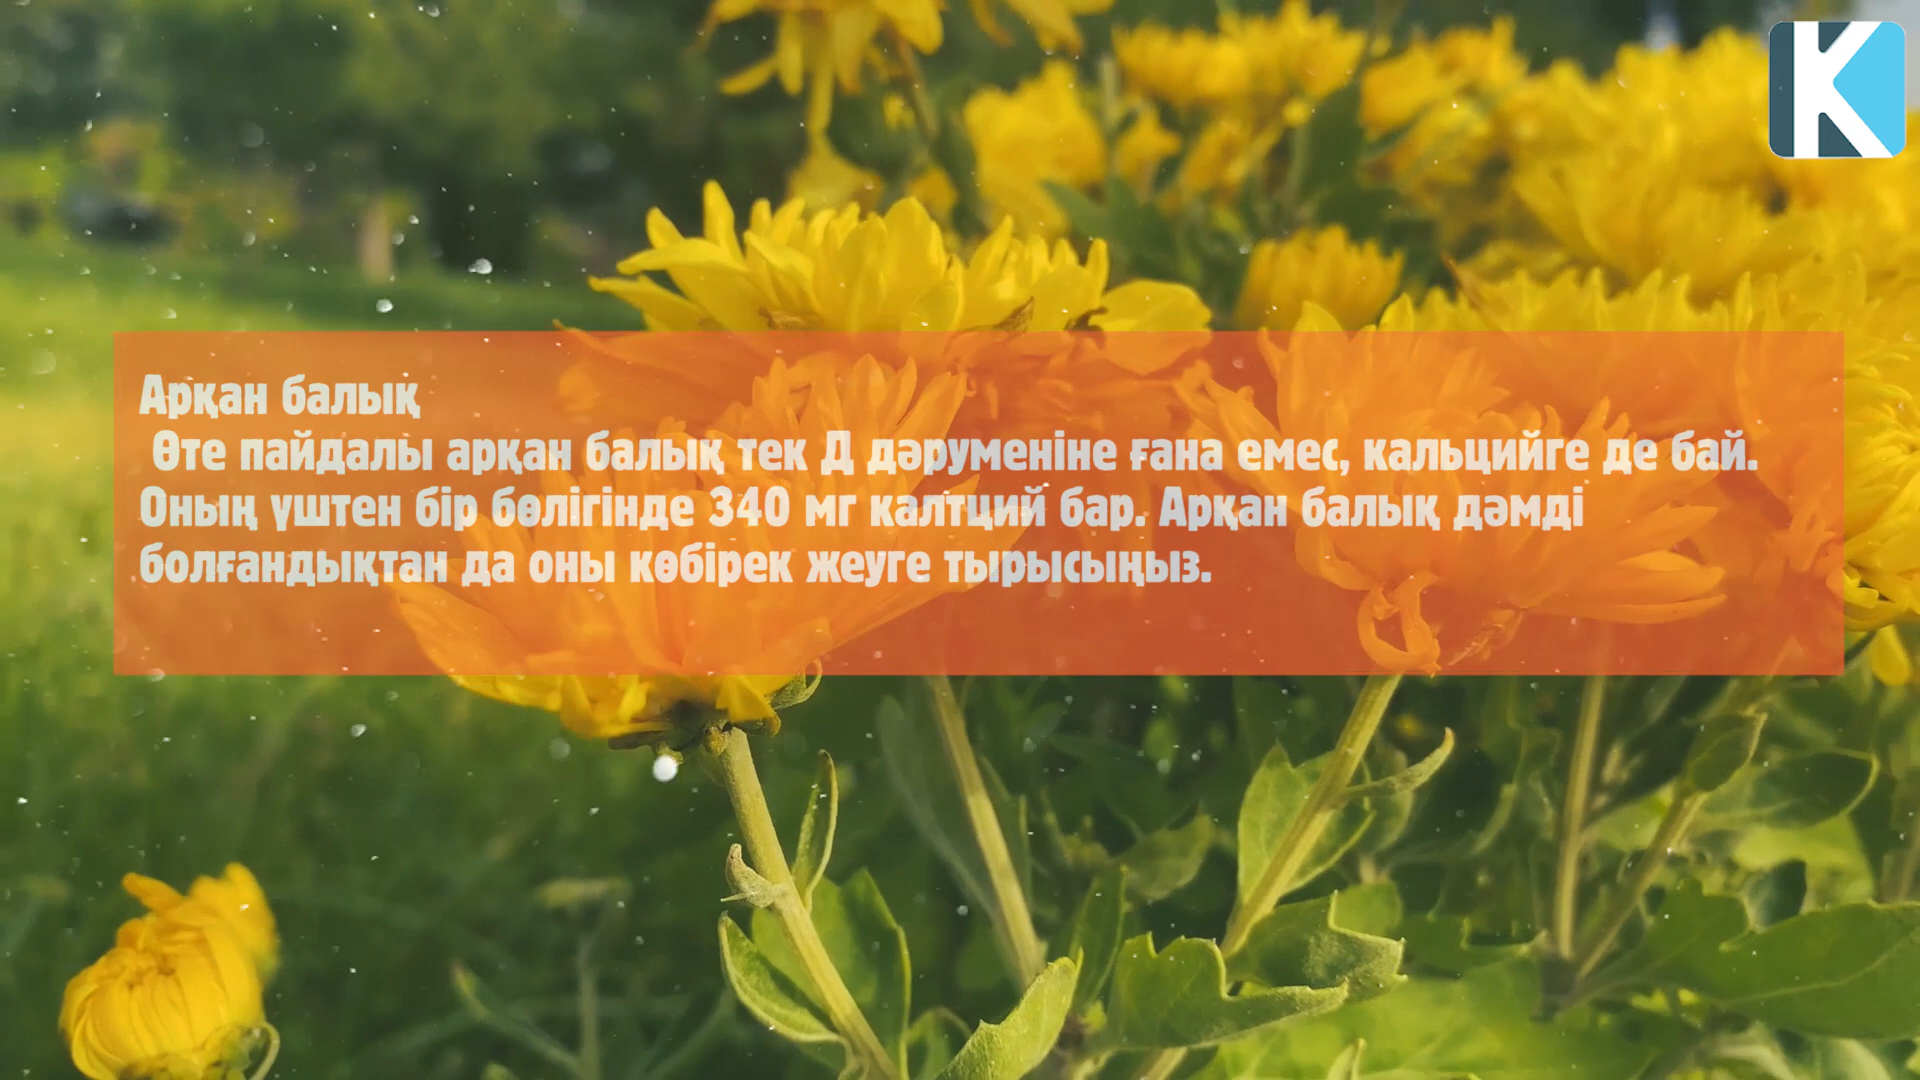 K
Арқан балық
Өте пайдалы арқан балық тек Д дәруменіне ғана емес, кальцийге де бай.
Оның үштен бір бөлігінде 340 мг калтций бар. Арқан балық дәмді
болғандықтан да оны көбірек жеуге тырысыңыз.